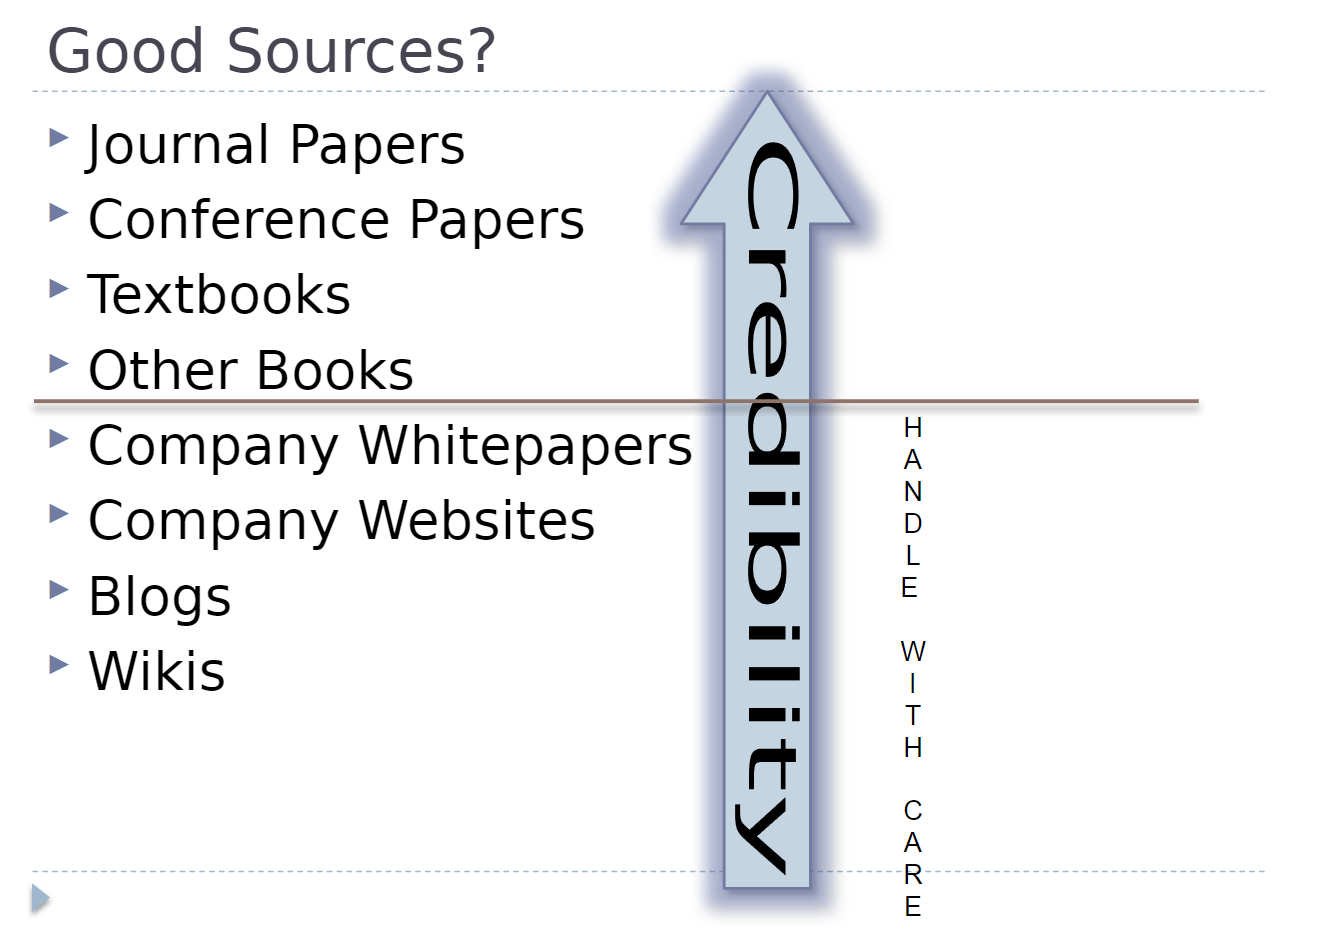 Good Sources?
Journal Papers
Conference Papers
Textbooks
Other Books
Company Whitepapers
Company Websites
Blogs
Wikis
Credibility
HANDLE WITH CARE